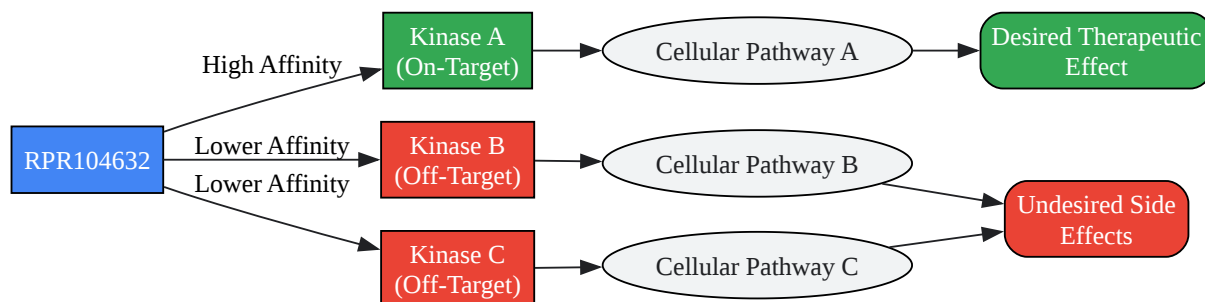 High Affinity
Kinase A
(On-Target)
Cellular Pathway A
Desired Therapeutic
Effect
RPR104632
Lower Affinity
Kinase B
(Off-Target)
Cellular Pathway B
Lower Affinity
Undesired Side
Effects
Kinase C
(Off-Target)
Cellular Pathway C